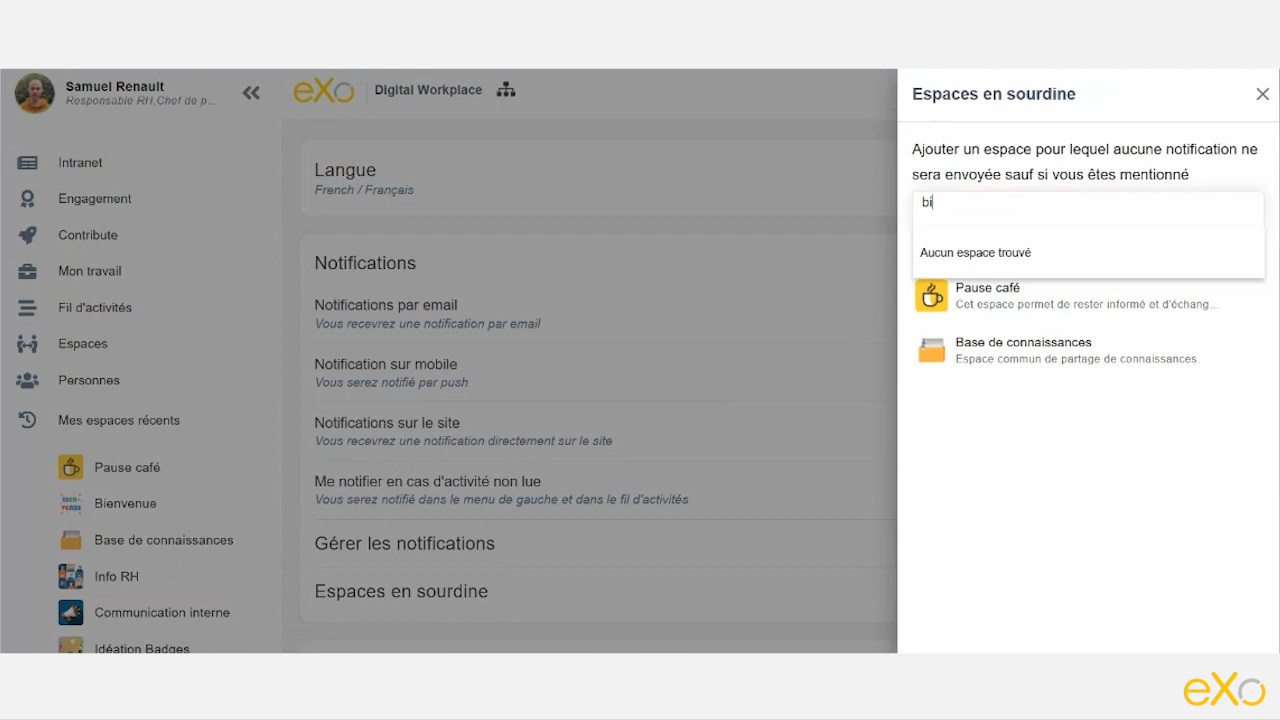 Samuel Renault
Responsable RH,Chef de p...
Intranet
Engagement
Contribute
Mon travail
Fil d'activités
Espaces
Personnes
Mes espaces récents
Pause café
BIEN-
VENUE
Bienvenue
Base de connaissances
Info RH
Communication interne
Idéation Badges
eXo
Digital Workplace
Langue
French / Français
Notifications
Notifications par email
Vous recevrez une notification par email
Notification sur mobile
Vous serez notifié par push
Notifications sur le site
Vous recevrez une notification directement sur le site
Me notifier en cas d'activité non lue
Vous serez notifié dans le menu de gauche et dans le fil d'activités
Gérer les notifications
Espaces en sourdine
Espaces en sourdine
Ajouter un espace pour lequel aucune notification ne
sera envoyée sauf si vous êtes mentionné
bi
Aucun espace trouvé
Pause café
Cet espace permet de rester informé et d'échang...
Base de connaissances
Espace commun de partage de connaissances.
eXo